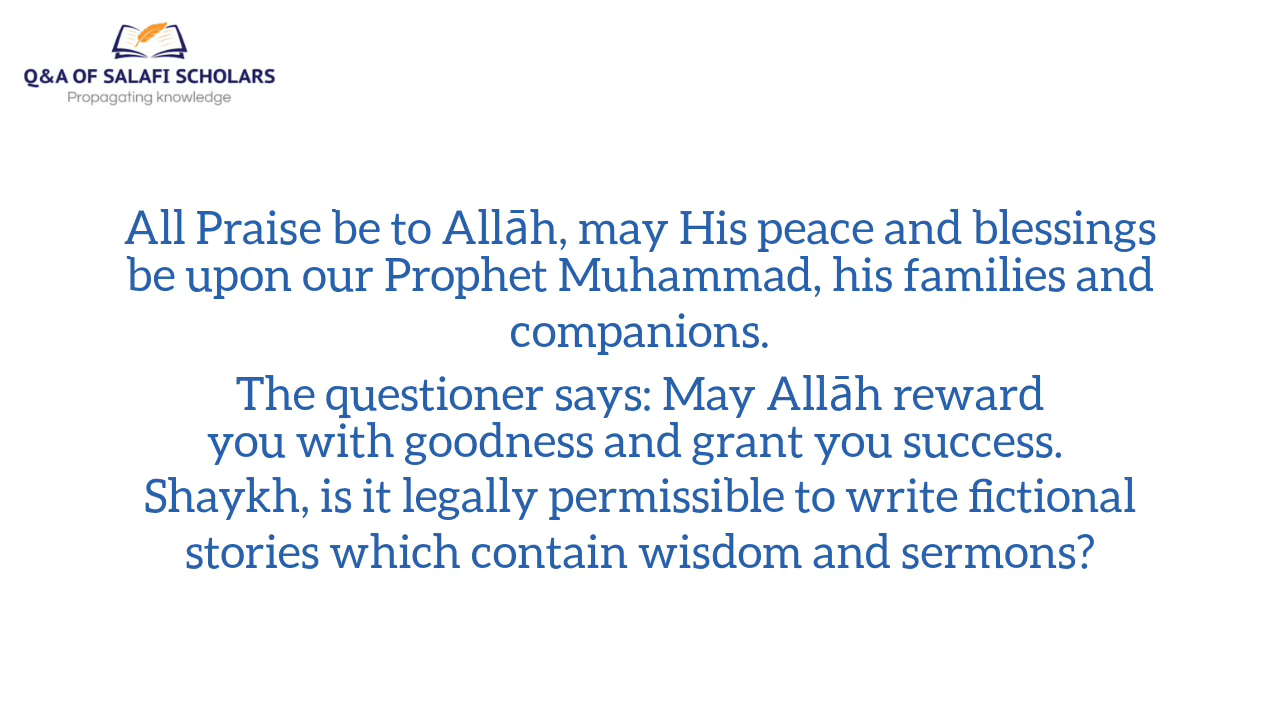 Q&A OF SALAFI SCHOLARS
Propagating knowledge
All Praise be to Allāh, may His peace and blessings
be upon our Prophet Muhammad, his families and
companions.
The questioner says: May Allāh reward
you with goodness and grant you success.
Shaykh, is it legally permissible to write fictional
stories which contain wisdom and sermons?